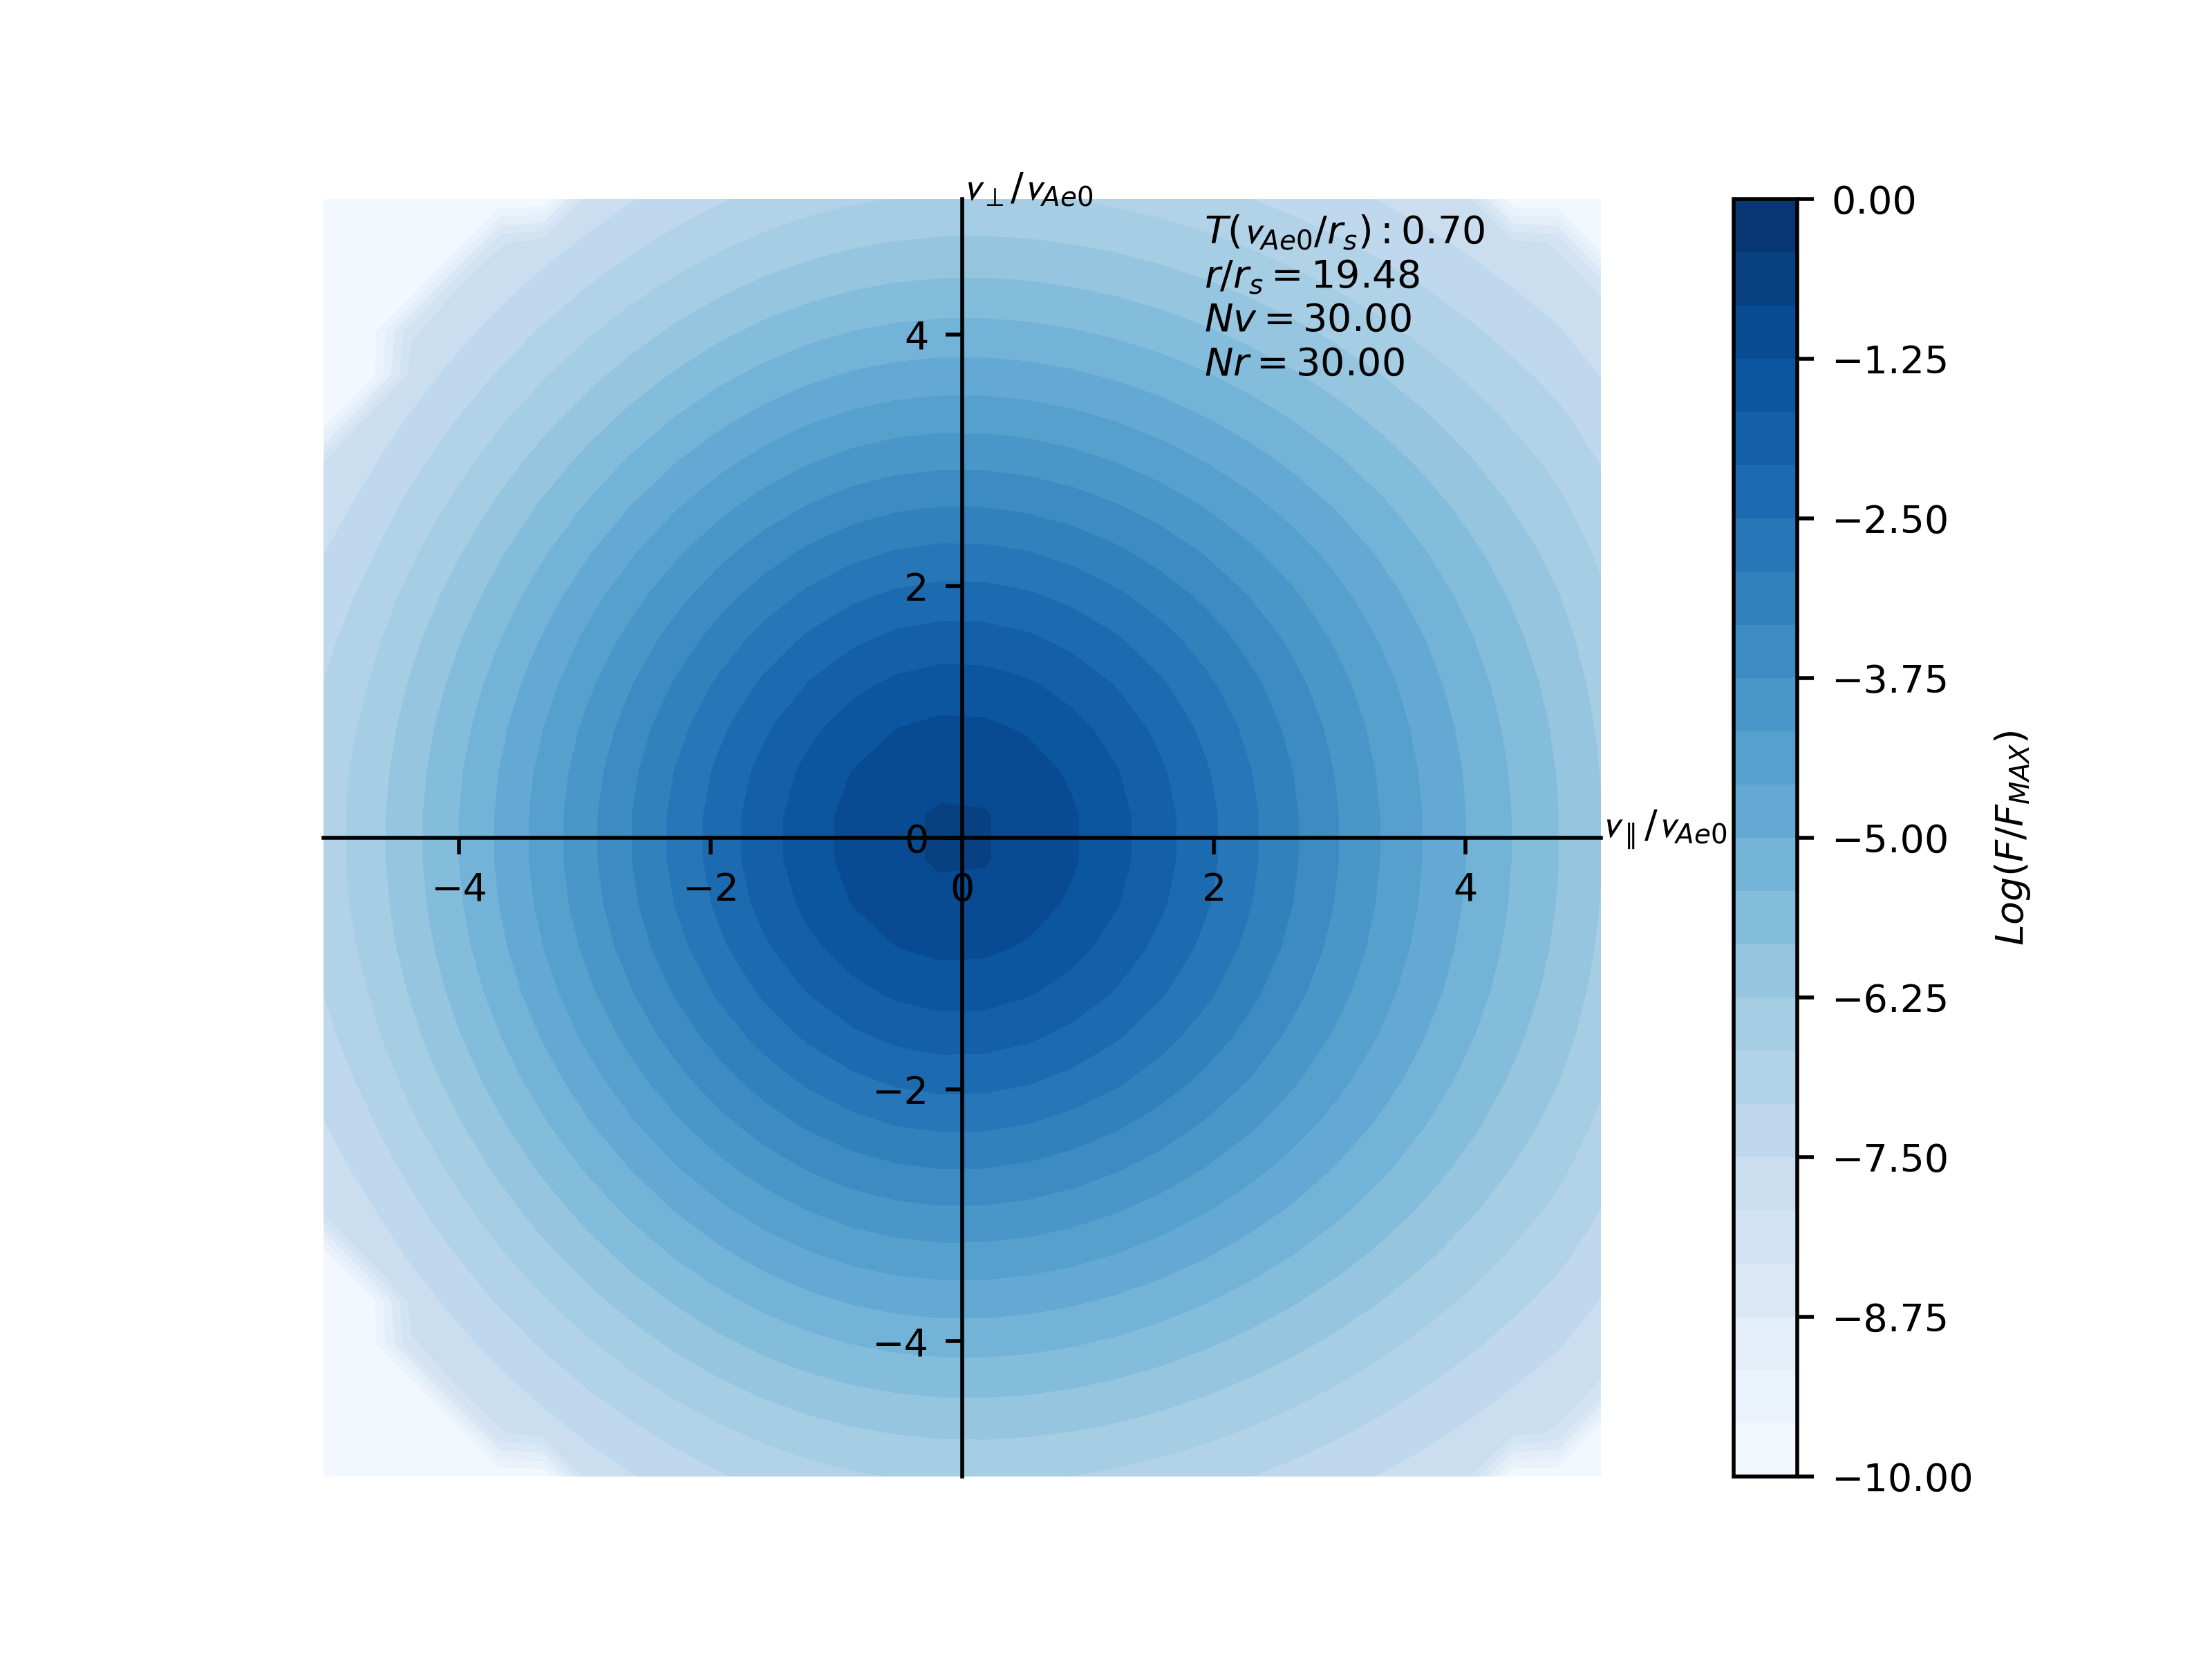 v⊥/vAe0
T(vAe0/rs) : 0.70
r/rs = 19.48
Nv = 30.00
Nr = 30.00
4
2
0
−2
−4
−4 −2 0 2 4
v∥/vAe0
0.00
−1.25
−2.50
−3.75
−5.00
−6.25
−7.50
−8.75
−10.00
Log(F/FMAX)